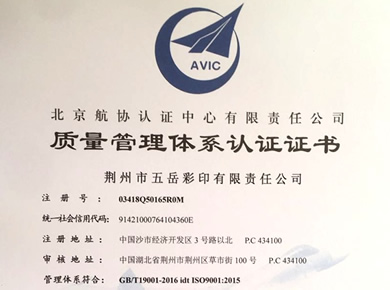 AVIC
北京航协认证中心有限责任公司
质量管理体系认证证书
荆州市五岳彩印有限责任公司
注册号: 03418Q50165R0M
统一社会信用代码: 91421000764104360E
注册地址: 中国沙市经济开发区3号路以北 P.C 434100
审核地址: 中国湖北省荆州市荆州区草市街100号 P.C 434100
管理体系符合: GB/T19001-2016 idt ISO9001:2015